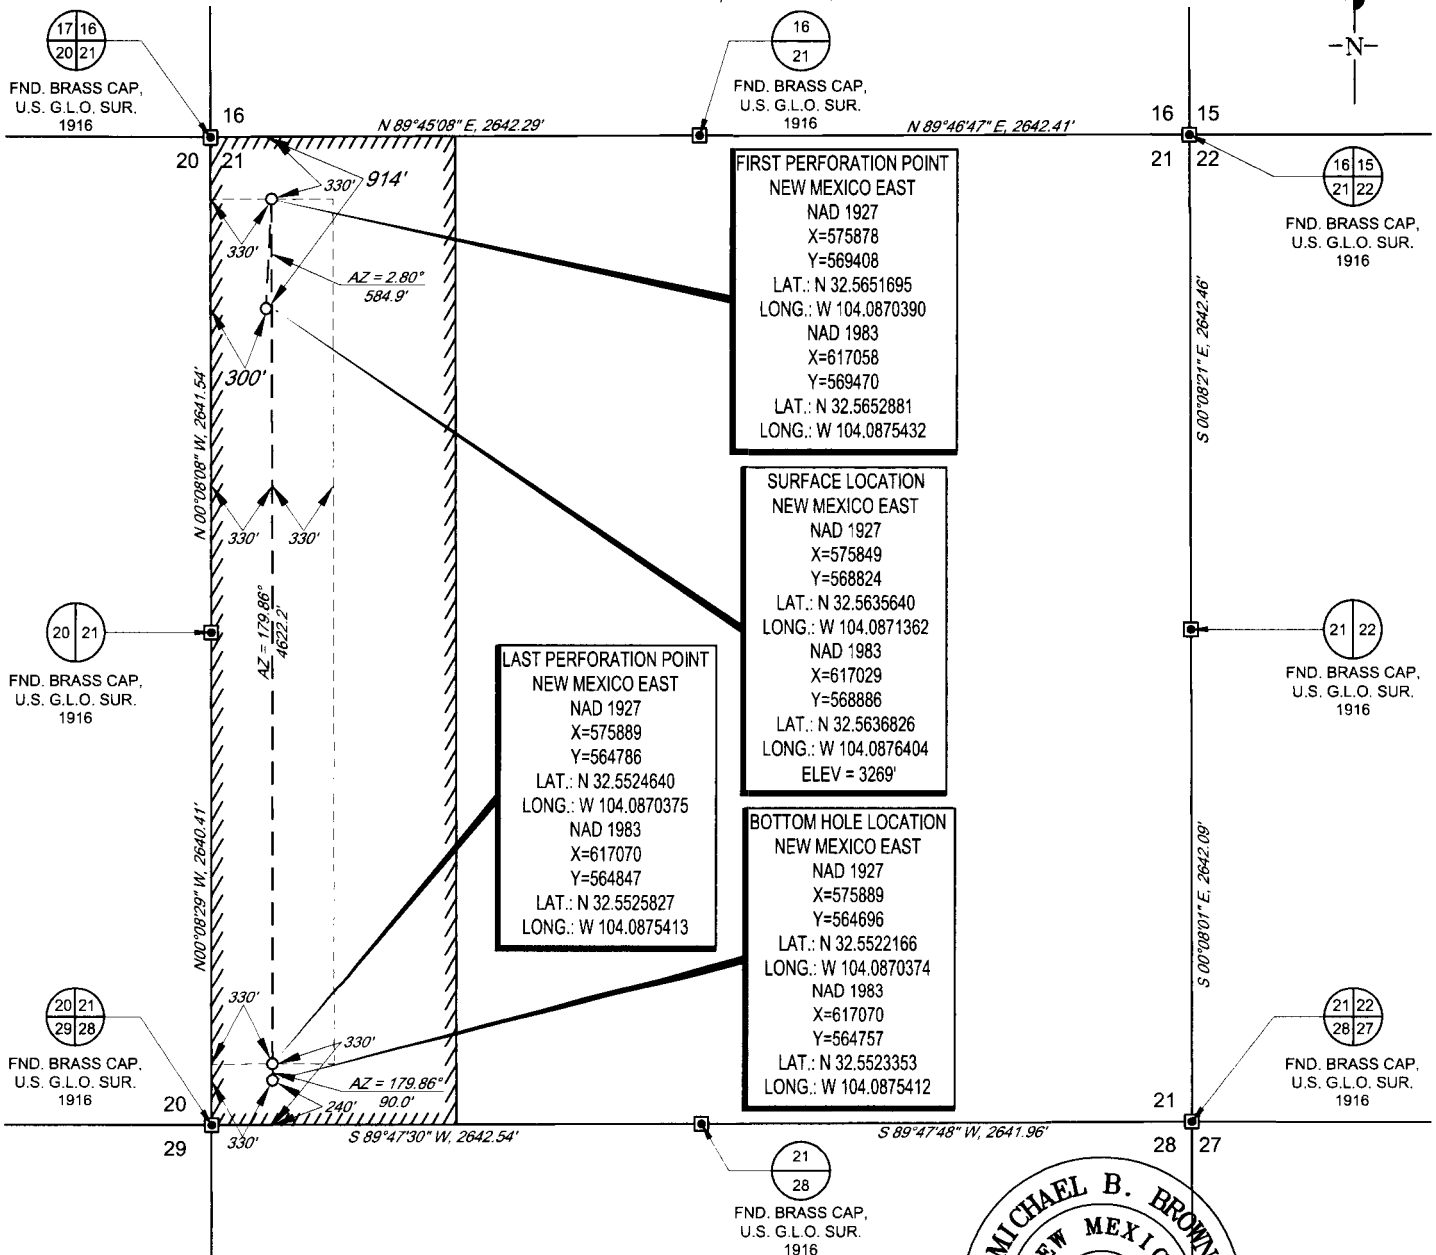 17 16
20 21
FND. BRASS CAP,
U.S. G.L.O. SUR.
1916
16
21
FND. BRASS CAP,
U.S. G.L.O. SUR.
1916
-N-
16
N 89°45'08" E, 2642.29'
N 89°46'47" E, 2642.41'
16 15
20 21
21 22
16 15
21 22
FND. BRASS CAP,
U.S. G.L.O. SUR.
1916
330'
914'
330'
AZ = 2.80°
584.9'
300'
FIRST PERFORATION POINT
NEW MEXICO EAST
NAD 1927
X=575878
Y=569408
LAT.: N 32.5651695
LONG.: W 104.0870390
NAD 1983
X=617058
Y=569470
LAT.: N 32.5652881
LONG.: W 104.0875432
N 00°08'08" W, 2641.54'
S 00°08'21" E, 2642.46'
330'
330'
SURFACE LOCATION
NEW MEXICO EAST
NAD 1927
X=575849
Y=568824
LAT.: N 32.5635640
LONG.: W 104.0871362
NAD 1983
X=617029
Y=568886
LAT.: N 32.5636826
LONG.: W 104.0876404
ELEV = 3269'
AZ = 179.86°
4622.2'
20 21
FND. BRASS CAP,
U.S. G.L.O. SUR.
1916
21 22
FND. BRASS CAP,
U.S. G.L.O. SUR.
1916
LAST PERFORATION POINT
NEW MEXICO EAST
NAD 1927
X=575889
Y=564786
LAT.: N 32.5524640
LONG.: W 104.0870375
NAD 1983
X=617070
Y=564847
LAT.: N 32.5525827
LONG.: W 104.0875413
BOTTOM HOLE LOCATION
NEW MEXICO EAST
NAD 1927
X=575889
Y=564696
LAT.: N 32.5522166
LONG.: W 104.0870374
NAD 1983
X=617070
Y=564757
LAT.: N 32.5523353
LONG.: W 104.0875412
N00°08'29" W, 2640.41'
S 00°08'01" E, 2642.09'
20 21
29 28
FND. BRASS CAP,
U.S. G.L.O. SUR.
1916
330'
330'
AZ = 179.86°
90.0'
240'
330'
21 22
28 27
FND. BRASS CAP,
U.S. G.L.O. SUR.
1916
20
29
S 89°47'30" W, 2642.54'
S 89°47'48" W, 2641.96'
21
28 27
21
28
FND. BRASS CAP,
U.S. G.L.O. SUR.
1916
MICHAEL B. BROWN